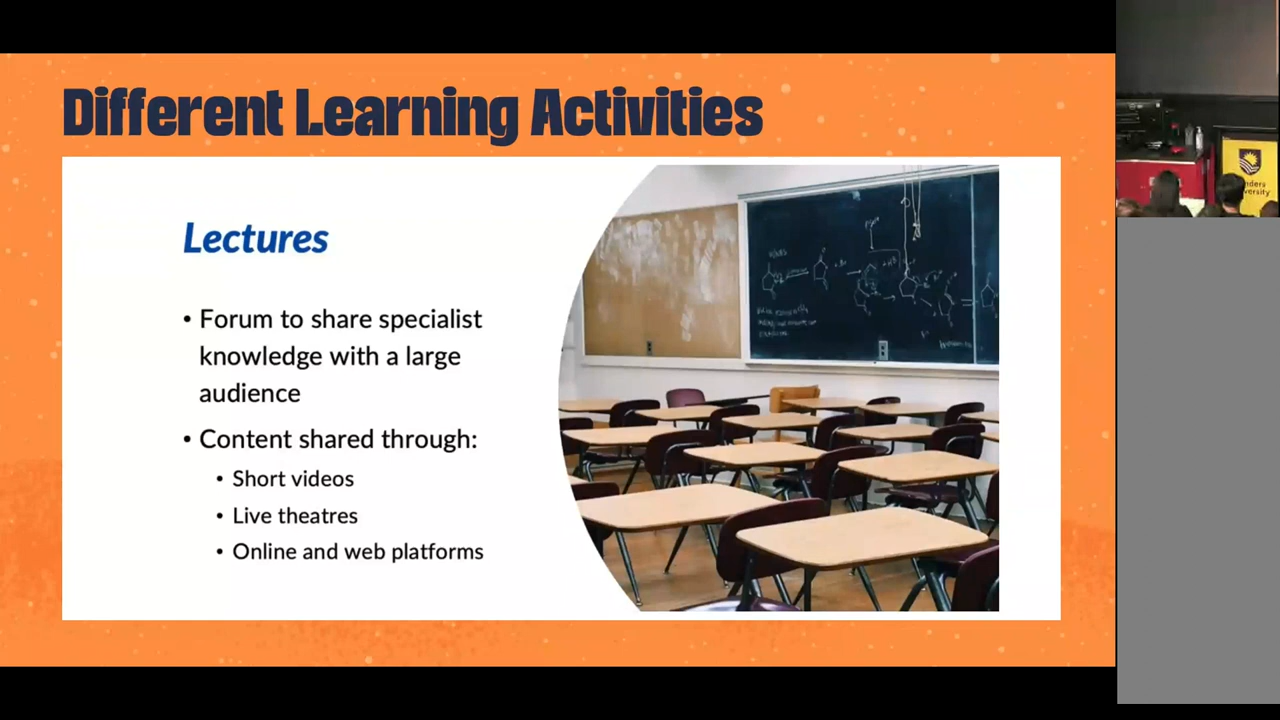 Different Learning Activities
Lectures
• Forum to share specialist
knowledge with a large
audience
• Content shared through:
• Short videos
• Live theatres
• Online and web platforms